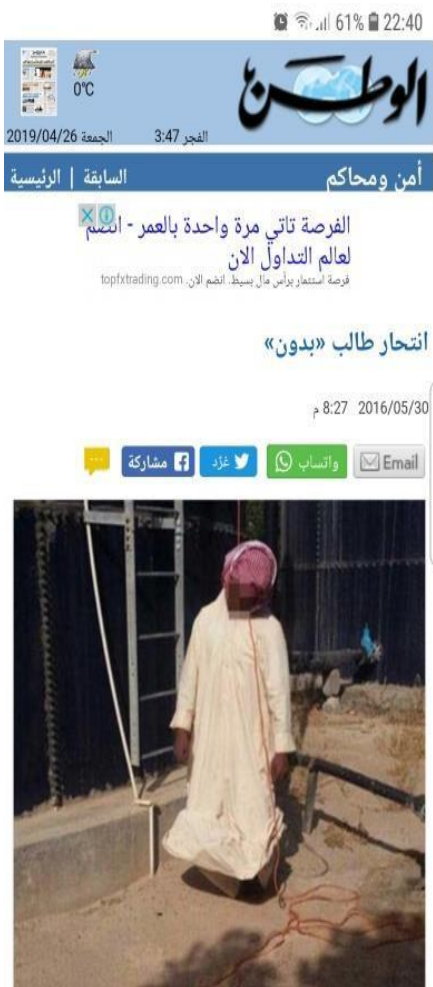 22:40 61%
الوطن
0°C
الفجر 3:47 الجمعة 2019/04/26
أمن ومحاكم السابقة | الرئيسية
الفرصة تاتي مرة واحدة بالعمر - انضم
لعالم التداول الان
فرصة استثمار برأس مال بسيط. انضم الان. topfxtrading.com
انتحار طالب «بدون»
2016/05/30 8:27 م
Email واتساب غرّد مشاركة